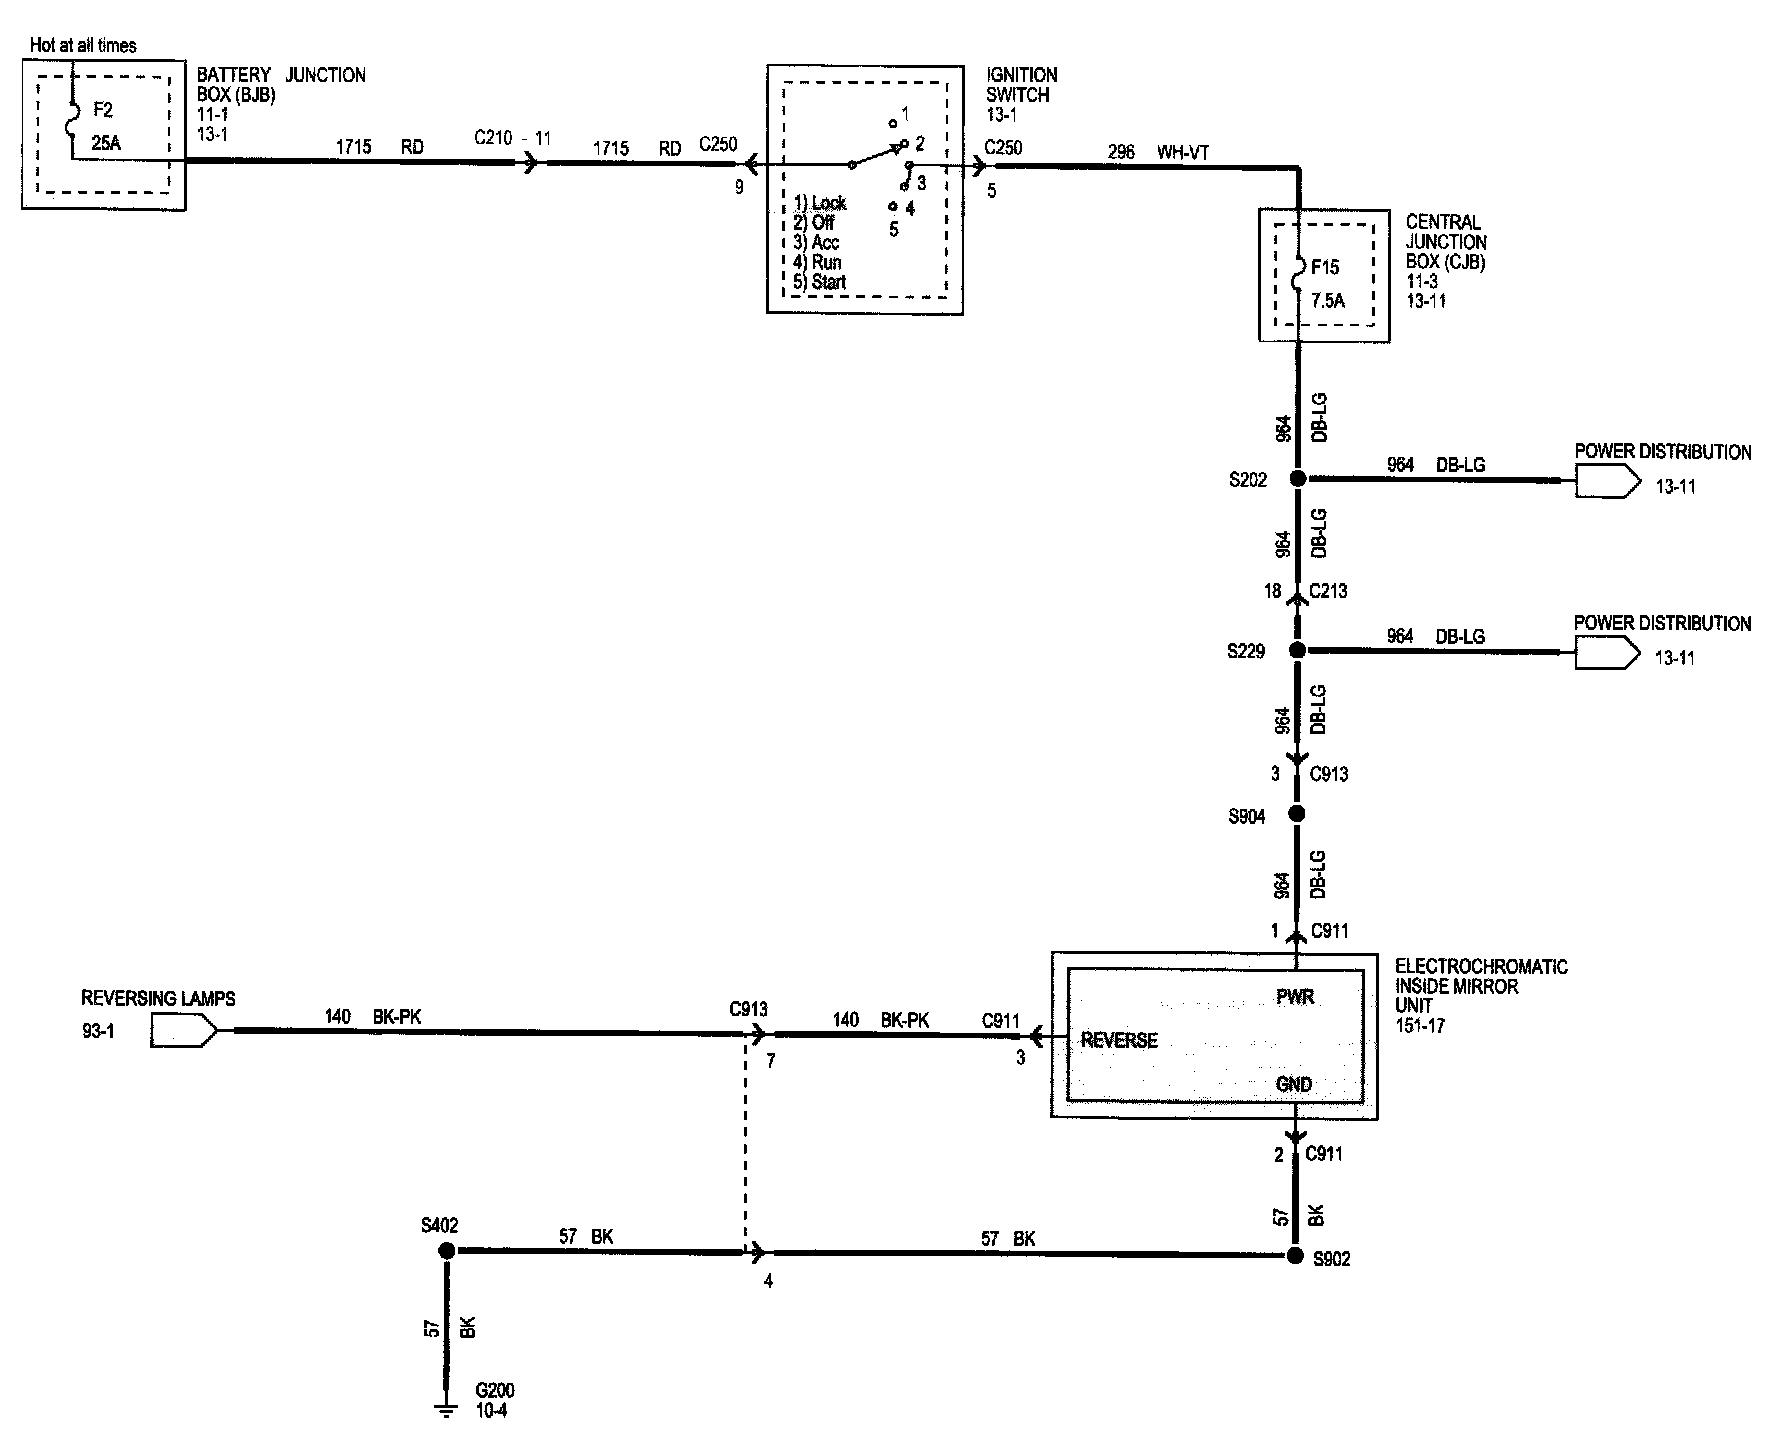 Hot at all times
BATTERY JUNCTION
BOX (BJB)
11-1
13-1
F2
25A
1715 RD
C210 - 11
1715 RD
C250
9
IGNITION
SWITCH
13-1
1
2
3
4
5
1) Lock
2) Off
3) Acc
4) Run
5) Start
C250
5
296 WH-VT
CENTRAL
JUNCTION
BOX (CJB)
11-3
13-11
F15
7.5A
964 DB-LG
S202
964 DB-LG
POWER DISTRIBUTION
13-11
964 DB-LG
18 C213
S229
964 DB-LG
POWER DISTRIBUTION
13-11
964 DB-LG
3 C913
S904
964 DB-LG
1 C911
ELECTROCHROMATIC
INSIDE MIRROR
UNIT
151-17
PWR
REVERSE
GND
REVERSING LAMPS
93-1
140 BK-PK
C913
7
140 BK-PK
C911
3
2 C911
57 BK
S902
57 BK
4
57 BK
S402
57 BK
G200
10-4